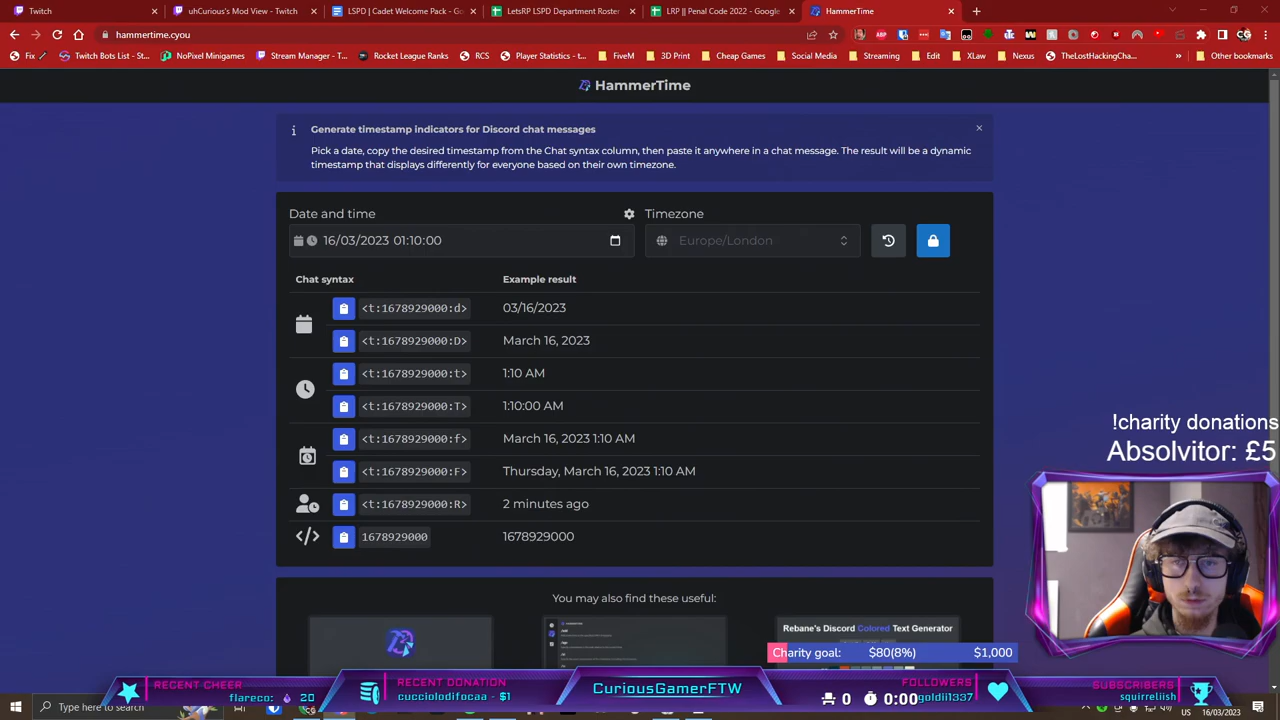 Twitch
uhCurious's Mod View - Twitch
LSPD | Cadet Welcome Pack - Go
LetsRP LSPD Department Roster
LRP || Penal Code 2022 - Google
HammerTime
hammertime.cyou
Fix
Twitch Bots List - St...
NoPixel Minigames
Stream Manager - T...
Rocket League Ranks
RCS
Player Statistics - t...
FiveM
3D Print
Cheap Games
Social Media
Streaming
Edit
XLaw
Nexus
TheLostHackingCha...
Other bookmarks
HammerTime
Generate timestamp indicators for Discord chat messages
Pick a date, copy the desired timestamp from the Chat syntax column, then paste it anywhere in a chat message. The result will be a dynamic
timestamp that displays differently for everyone based on their own timezone.
Date and time
Timezone
16/03/2023 01:10:00
Europe/London
Chat syntax
Example result
<t:1678929000:d>
03/16/2023
<t:1678929000:D>
March 16, 2023
<t:1678929000:t>
1:10 AM
<t:1678929000:T>
1:10:00 AM
<t:1678929000:f>
March 16, 2023 1:10 AM
<t:1678929000:F>
Thursday, March 16, 2023 1:10 AM
<t:1678929000:R>
2 minutes ago
1678929000
1678929000
!charity donations
Absolvitor: £5
You may also find these useful:
Rebane's Discord Colored Text Generator
Charity goal:
$80(8%)
$1,000
RECENT CHEER
flareco:
20
RECENT DONATION
cucciolodifocaa - $1
CuriousGamerFTW
0
0:00
FOLLOWERS
goldii1337
SUBSCRIBERS
squirreliish
Type here to search
US
16/03/2023